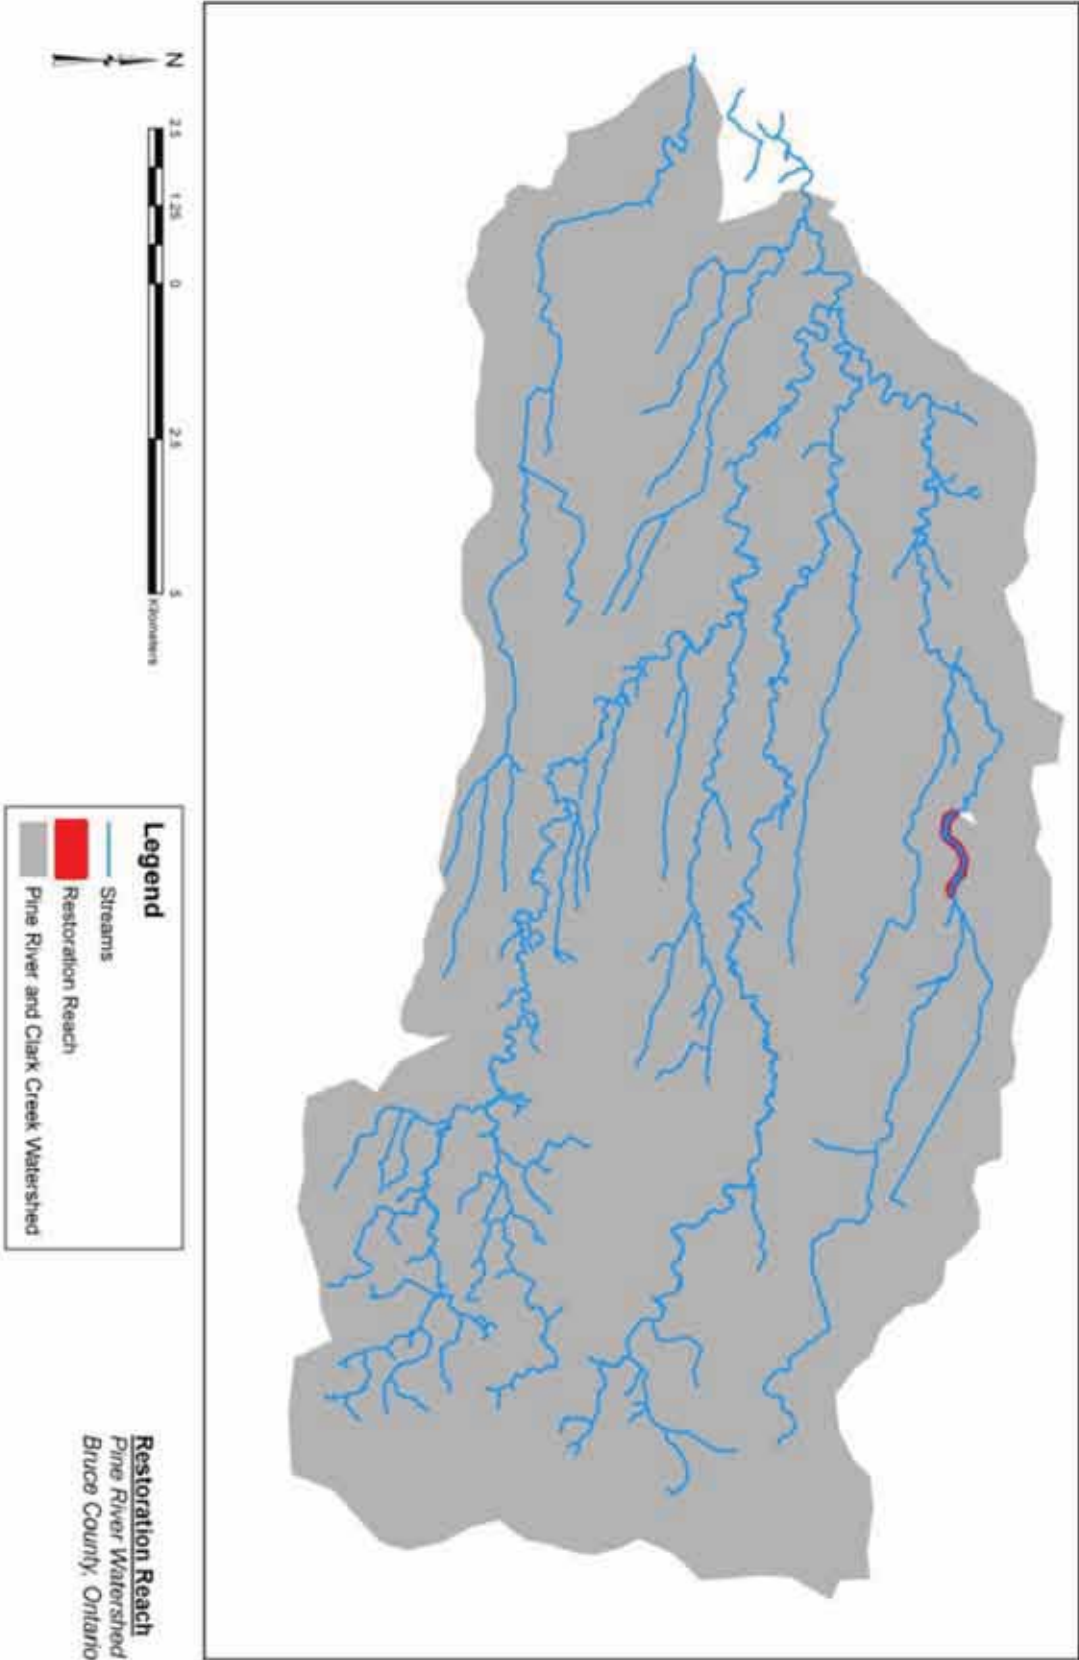 N
2.5 1.25 0 2.5 5
Kilometers
Legend
Streams
Restoration Reach
Pine River and Clark Creek Watershed
Restoration Reach
Pine River Watershed
Bruce County, Ontario